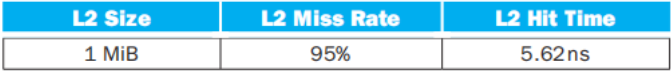 L2 Size L2 Miss Rate L2 Hit Time
1 MiB 95% 5.62ns